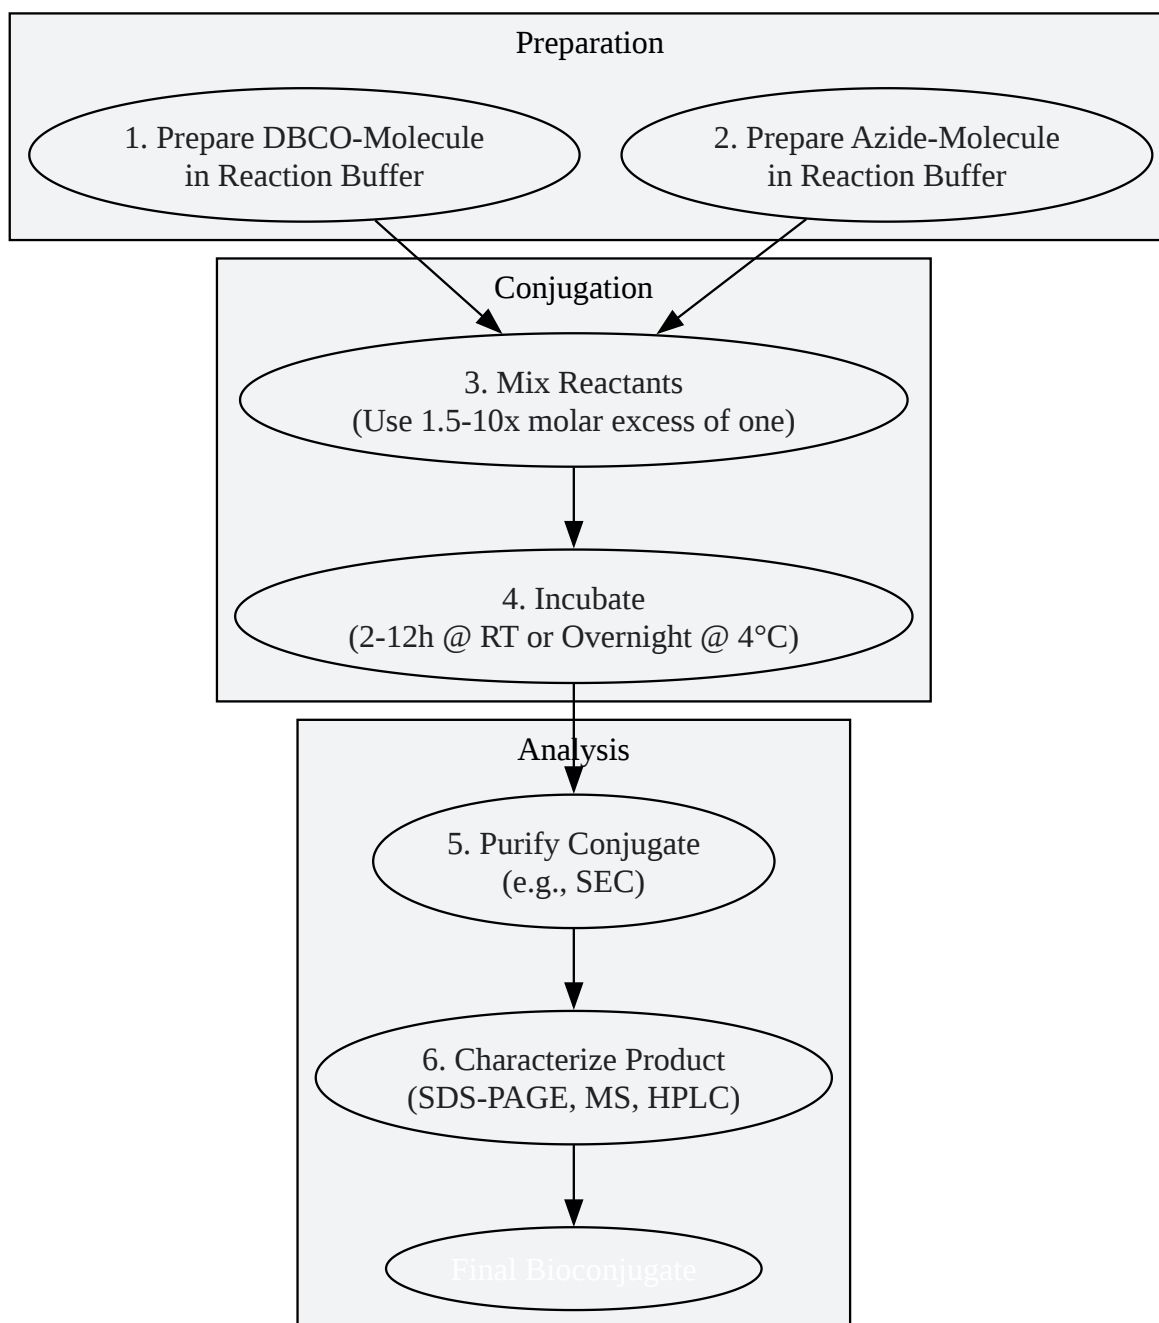 Preparation
1. Prepare DBCO-Molecule
in Reaction Buffer
2. Prepare Azide-Molecule
in Reaction Buffer
Conjugation
3. Mix Reactants
(Use 1.5-10x molar excess of one)
4. Incubate
(2-12h @ RT or Overnight @ 4°C)
Analysis
5. Purify Conjugate
(e.g., SEC)
6. Characterize Product
(SDS-PAGE, MS, HPLC)
Final Bioconjugate